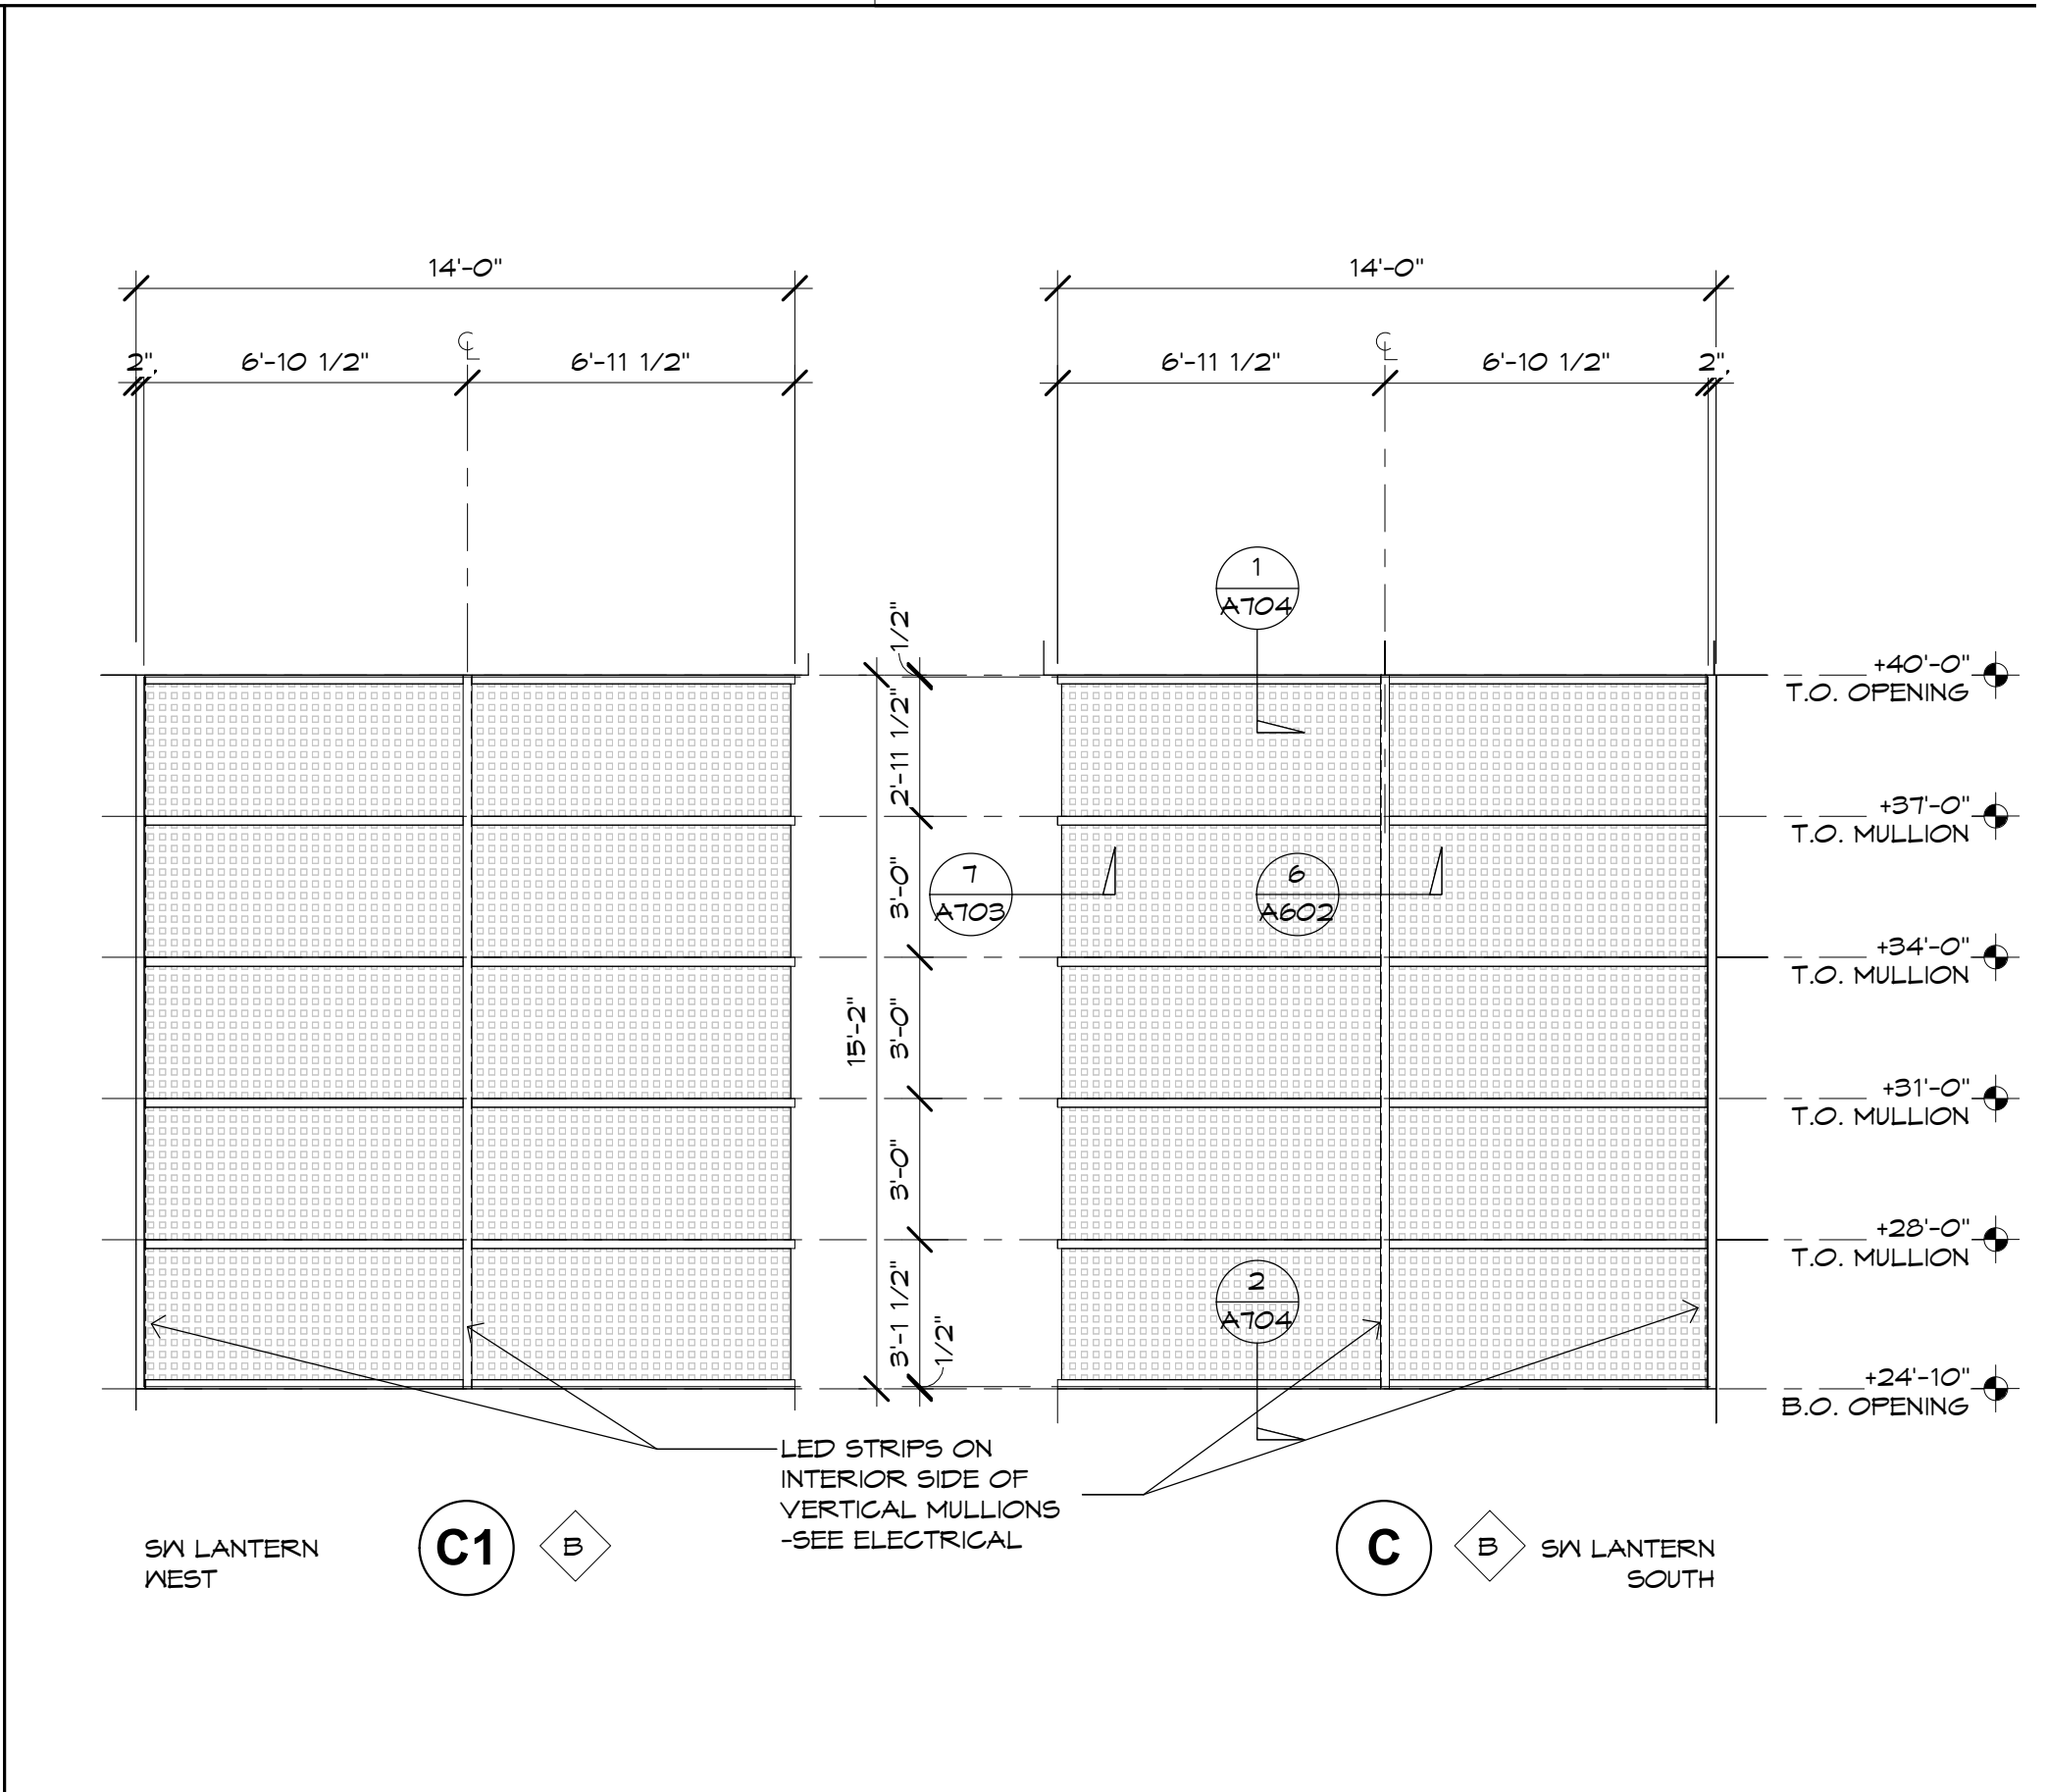 14'-0"
14'-0"
2"
6'-10 1/2"
6'-11 1/2"
6'-11 1/2"
6'-10 1/2"
2"
1
A704
1/2"
2'-11 1/2"
3'-0"
3'-0"
3'-0"
3'-1 1/2"
1/2"
15'-2"
7
A703
6
A602
2
A704
+40'-0"
T.O. OPENING
+37'-0"
T.O. MULLION
+34'-0"
T.O. MULLION
+31'-0"
T.O. MULLION
+28'-0"
T.O. MULLION
+24'-10"
B.O. OPENING
LED STRIPS ON
INTERIOR SIDE OF
VERTICAL MULLIONS
-SEE ELECTRICAL
SW LANTERN
WEST
C1
B
C
B
SW LANTERN
SOUTH